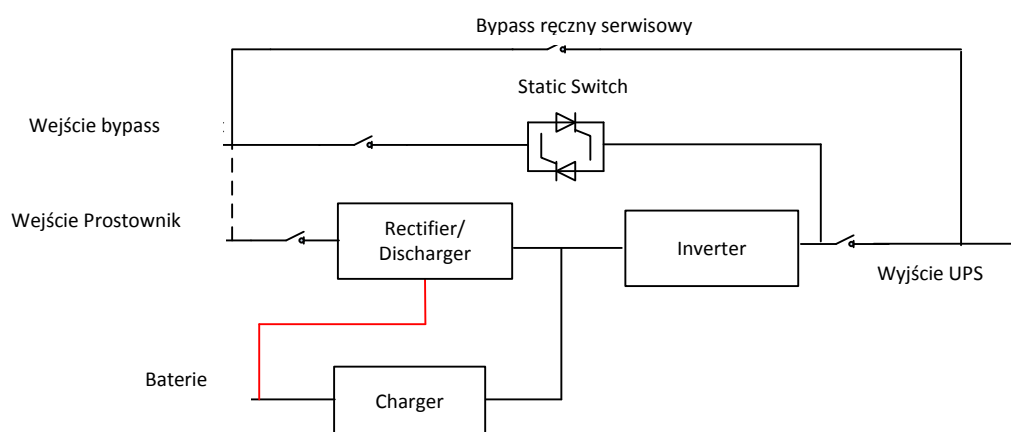 Bypass ręczny serwisowy
Static Switch
Wejście bypass
Wejście Prostownik
Rectifier/
Discharger
Inverter
Wyjście UPS
Baterie
Charger